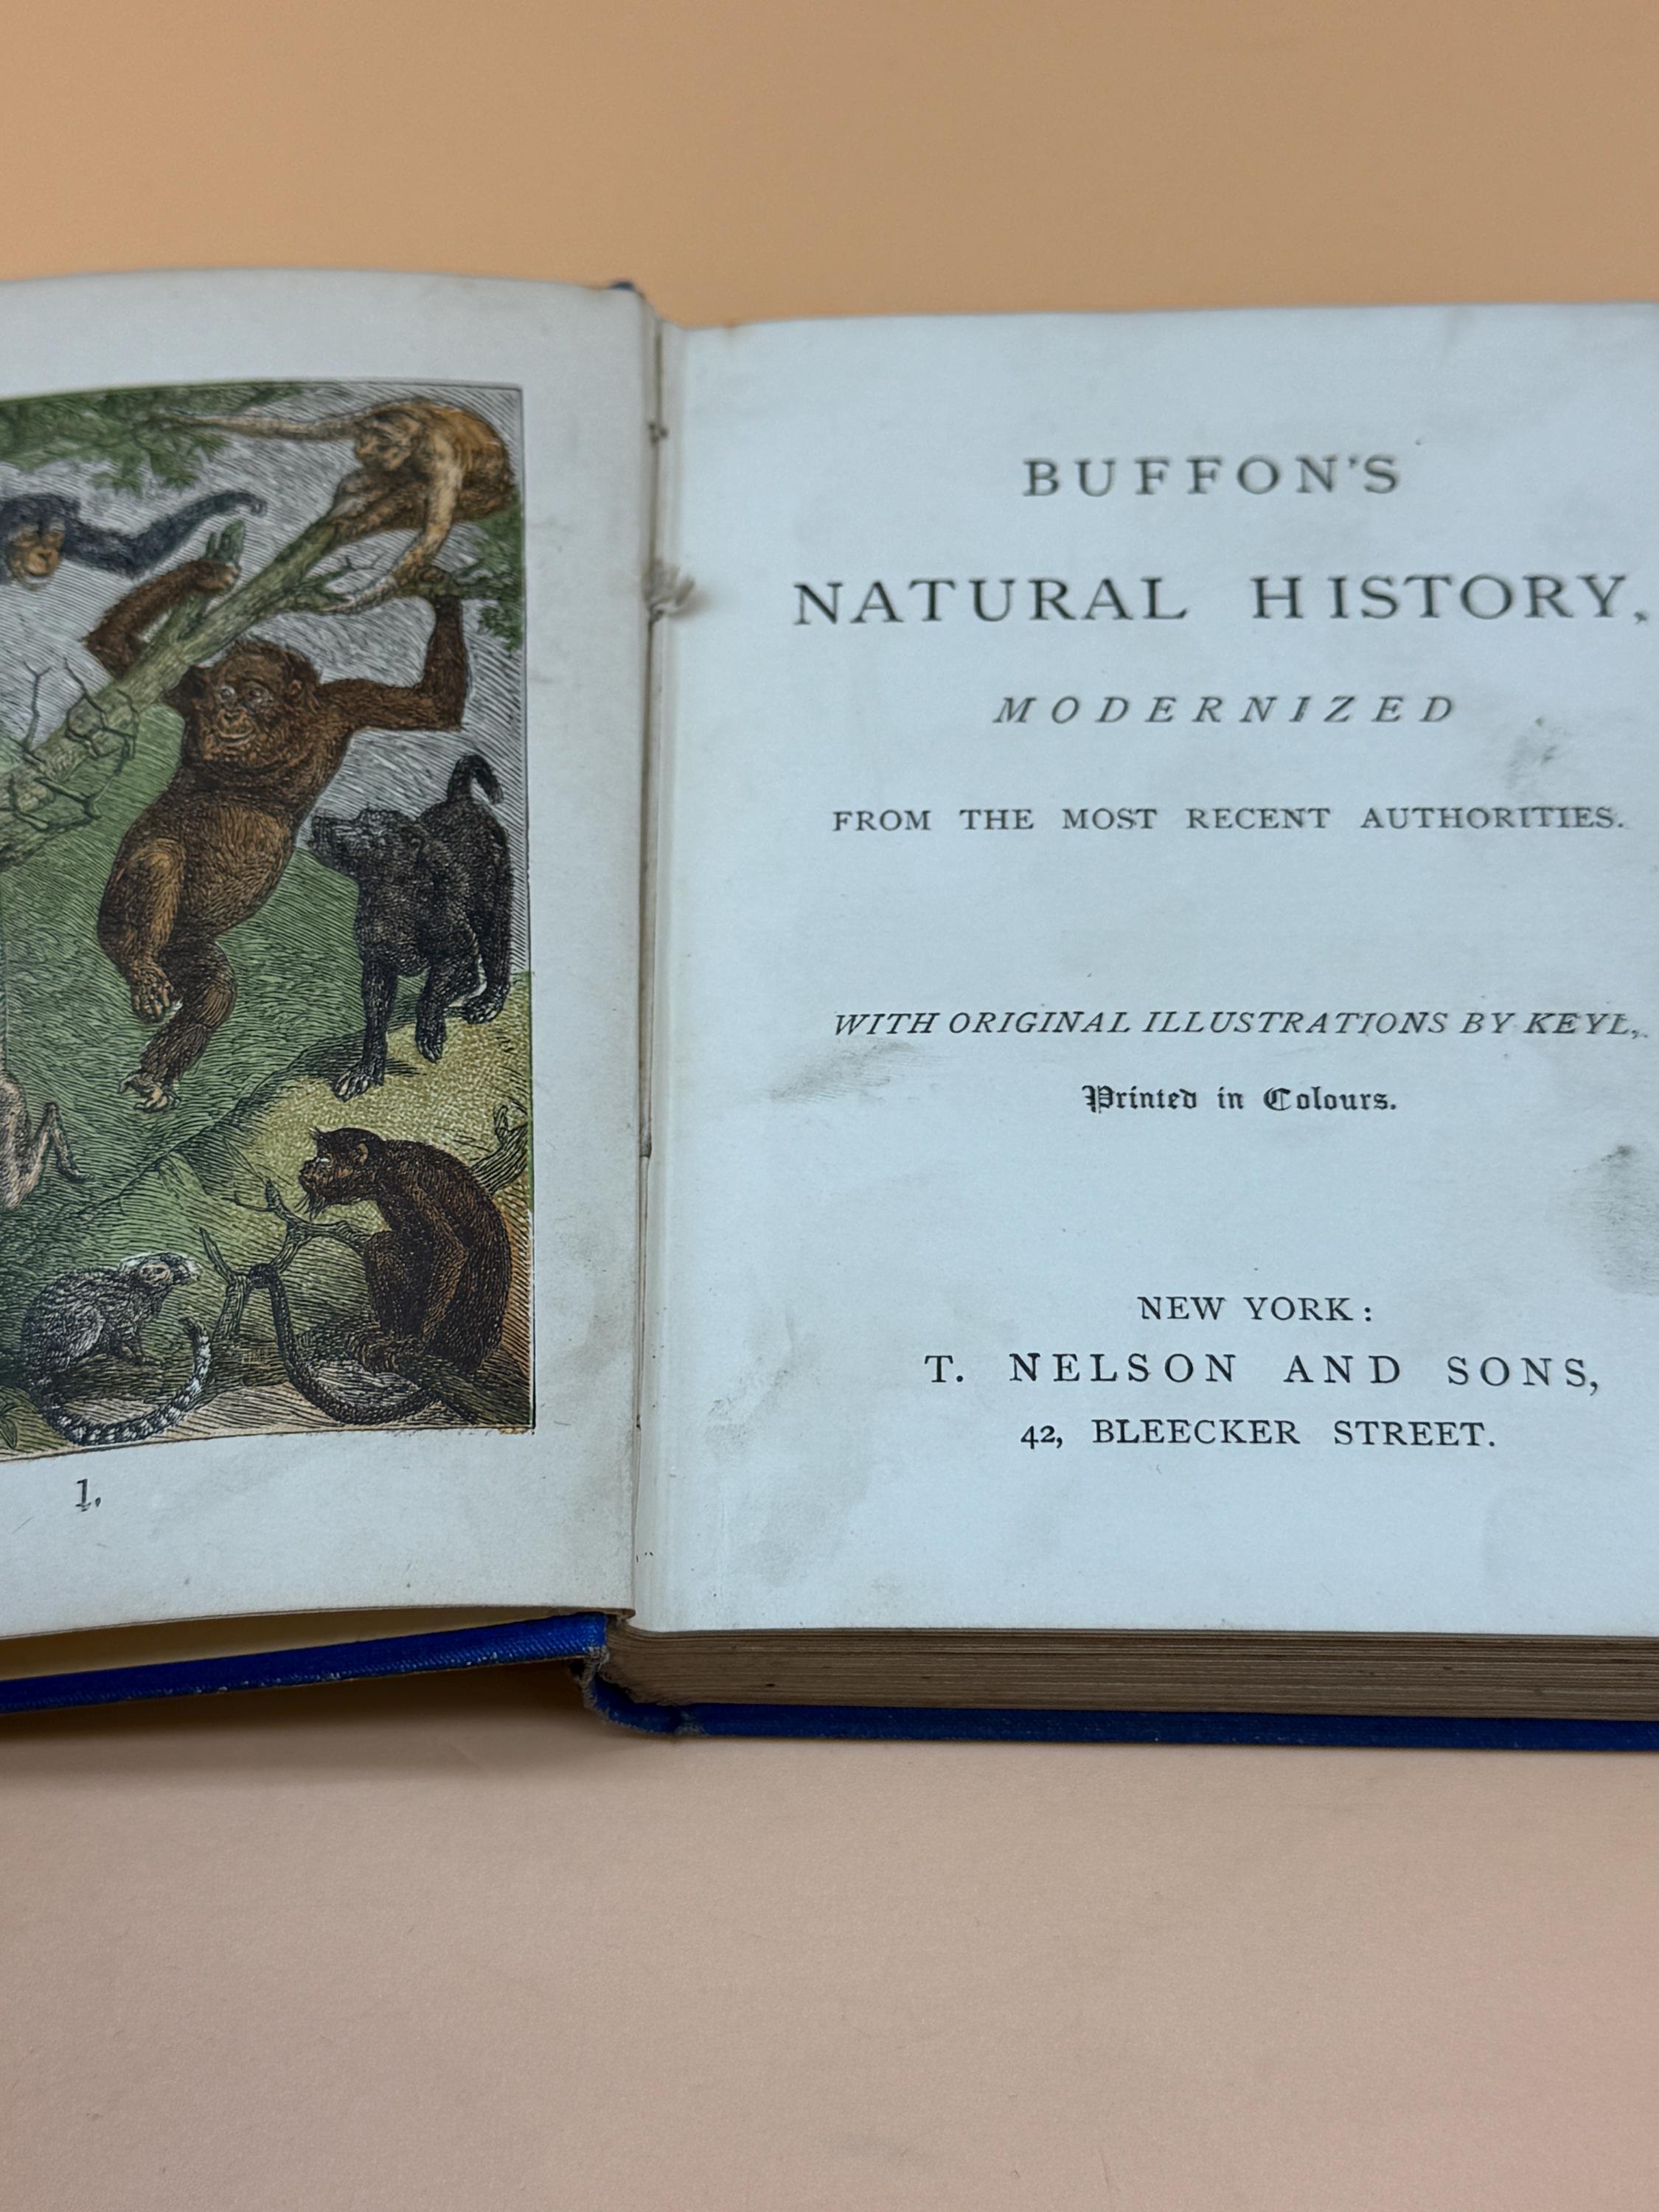 1.
BUFFON'S
NATURAL HISTORY,
MODERNIZED
FROM THE MOST RECENT AUTHORITIES.
WITH ORIGINAL ILLUSTRATIONS BY KEYL,
Printed in Colours.
NEW YORK:
T. NELSON AND SONS,
42, BLEECKER STREET.